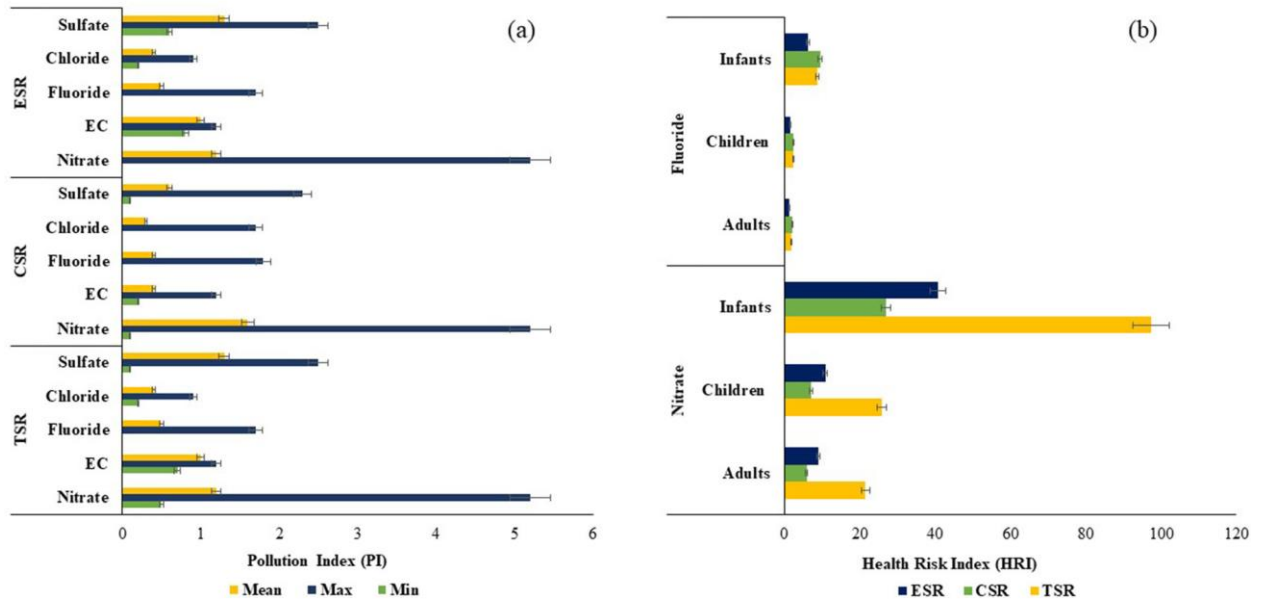 (a)
ESR
Sulfate
Chloride
Fluoride
EC
Nitrate
CSR
Sulfate
Chloride
Fluoride
EC
Nitrate
TSR
Sulfate
Chloride
Fluoride
EC
Nitrate
0 1 2 3 4 5 6
Pollution Index (PI)
Mean Max Min
(b)
Fluoride
Infants
Children
Adults
Nitrate
Infants
Children
Adults
0 20 40 60 80 100 120
Health Risk Index (HRI)
ESR CSR TSR